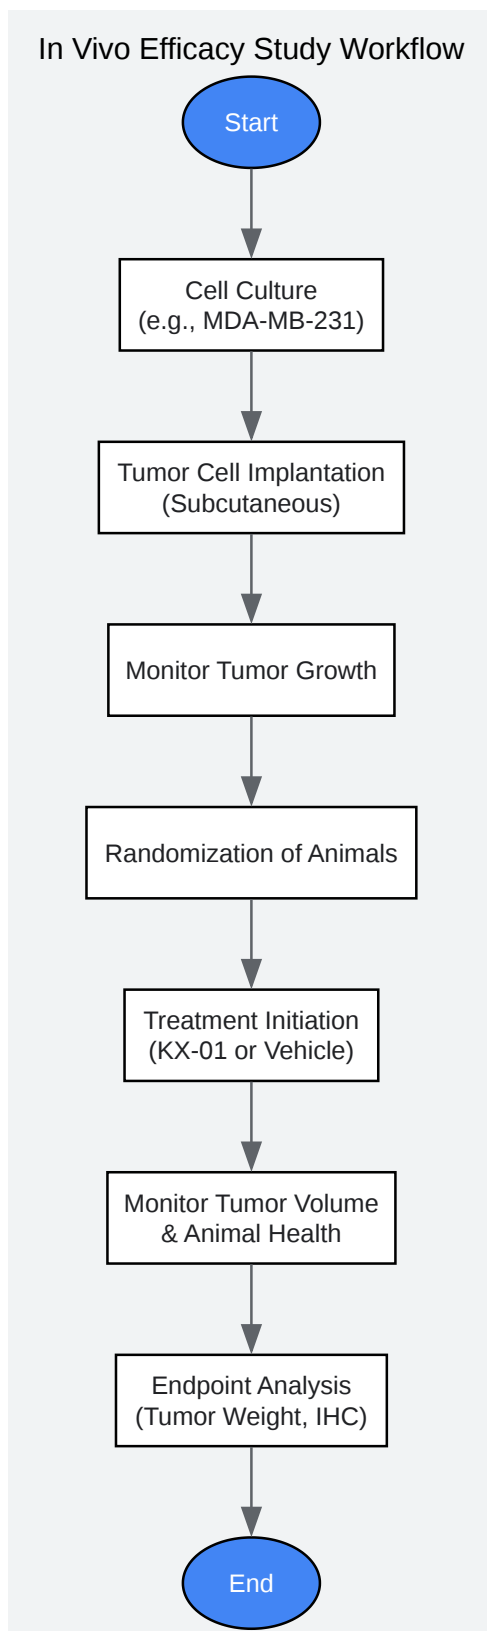 In Vivo Efficacy Study Workflow
Start
Cell Culture
(e.g., MDA-MB-231)
Tumor Cell Implantation
(Subcutaneous)
Monitor Tumor Growth
Randomization of Animals
Treatment Initiation
(KX-01 or Vehicle)
Monitor Tumor Volume
& Animal Health
Endpoint Analysis
(Tumor Weight, IHC)
End